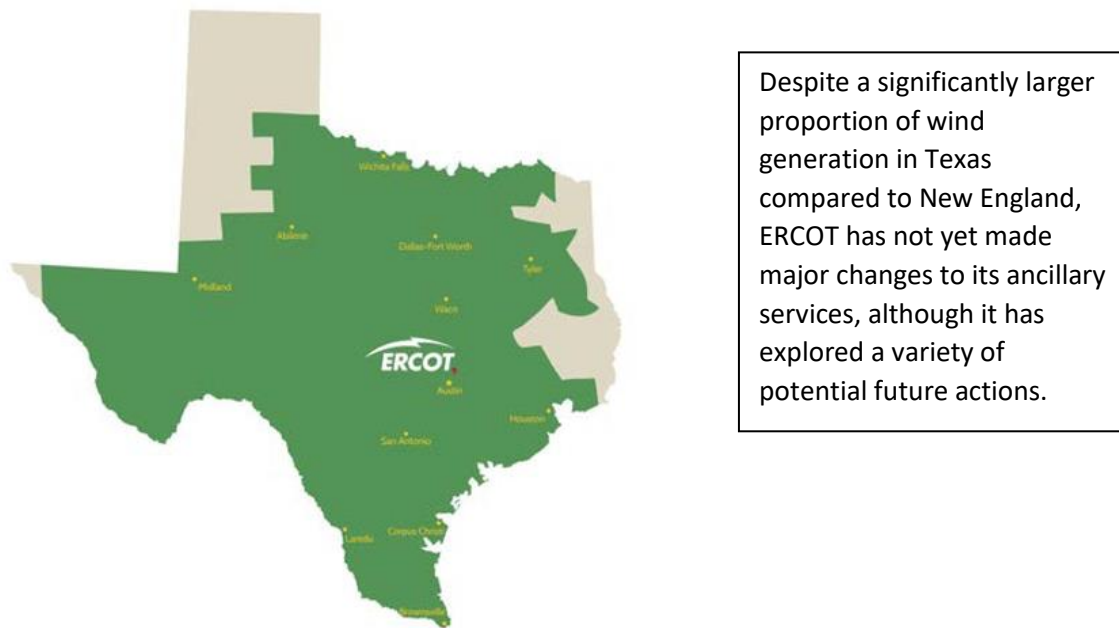 Wichita Falls
Abilene
Dallas-Fort Worth
Tyler
Midland
Waco
ERCOT
Austin
Houston
San Antonio
Corpus Christi
Laredo
Brownsville
Despite a significantly larger
proportion of wind
generation in Texas
compared to New England,
ERCOT has not yet made
major changes to its ancillary
services, although it has
explored a variety of
potential future actions.